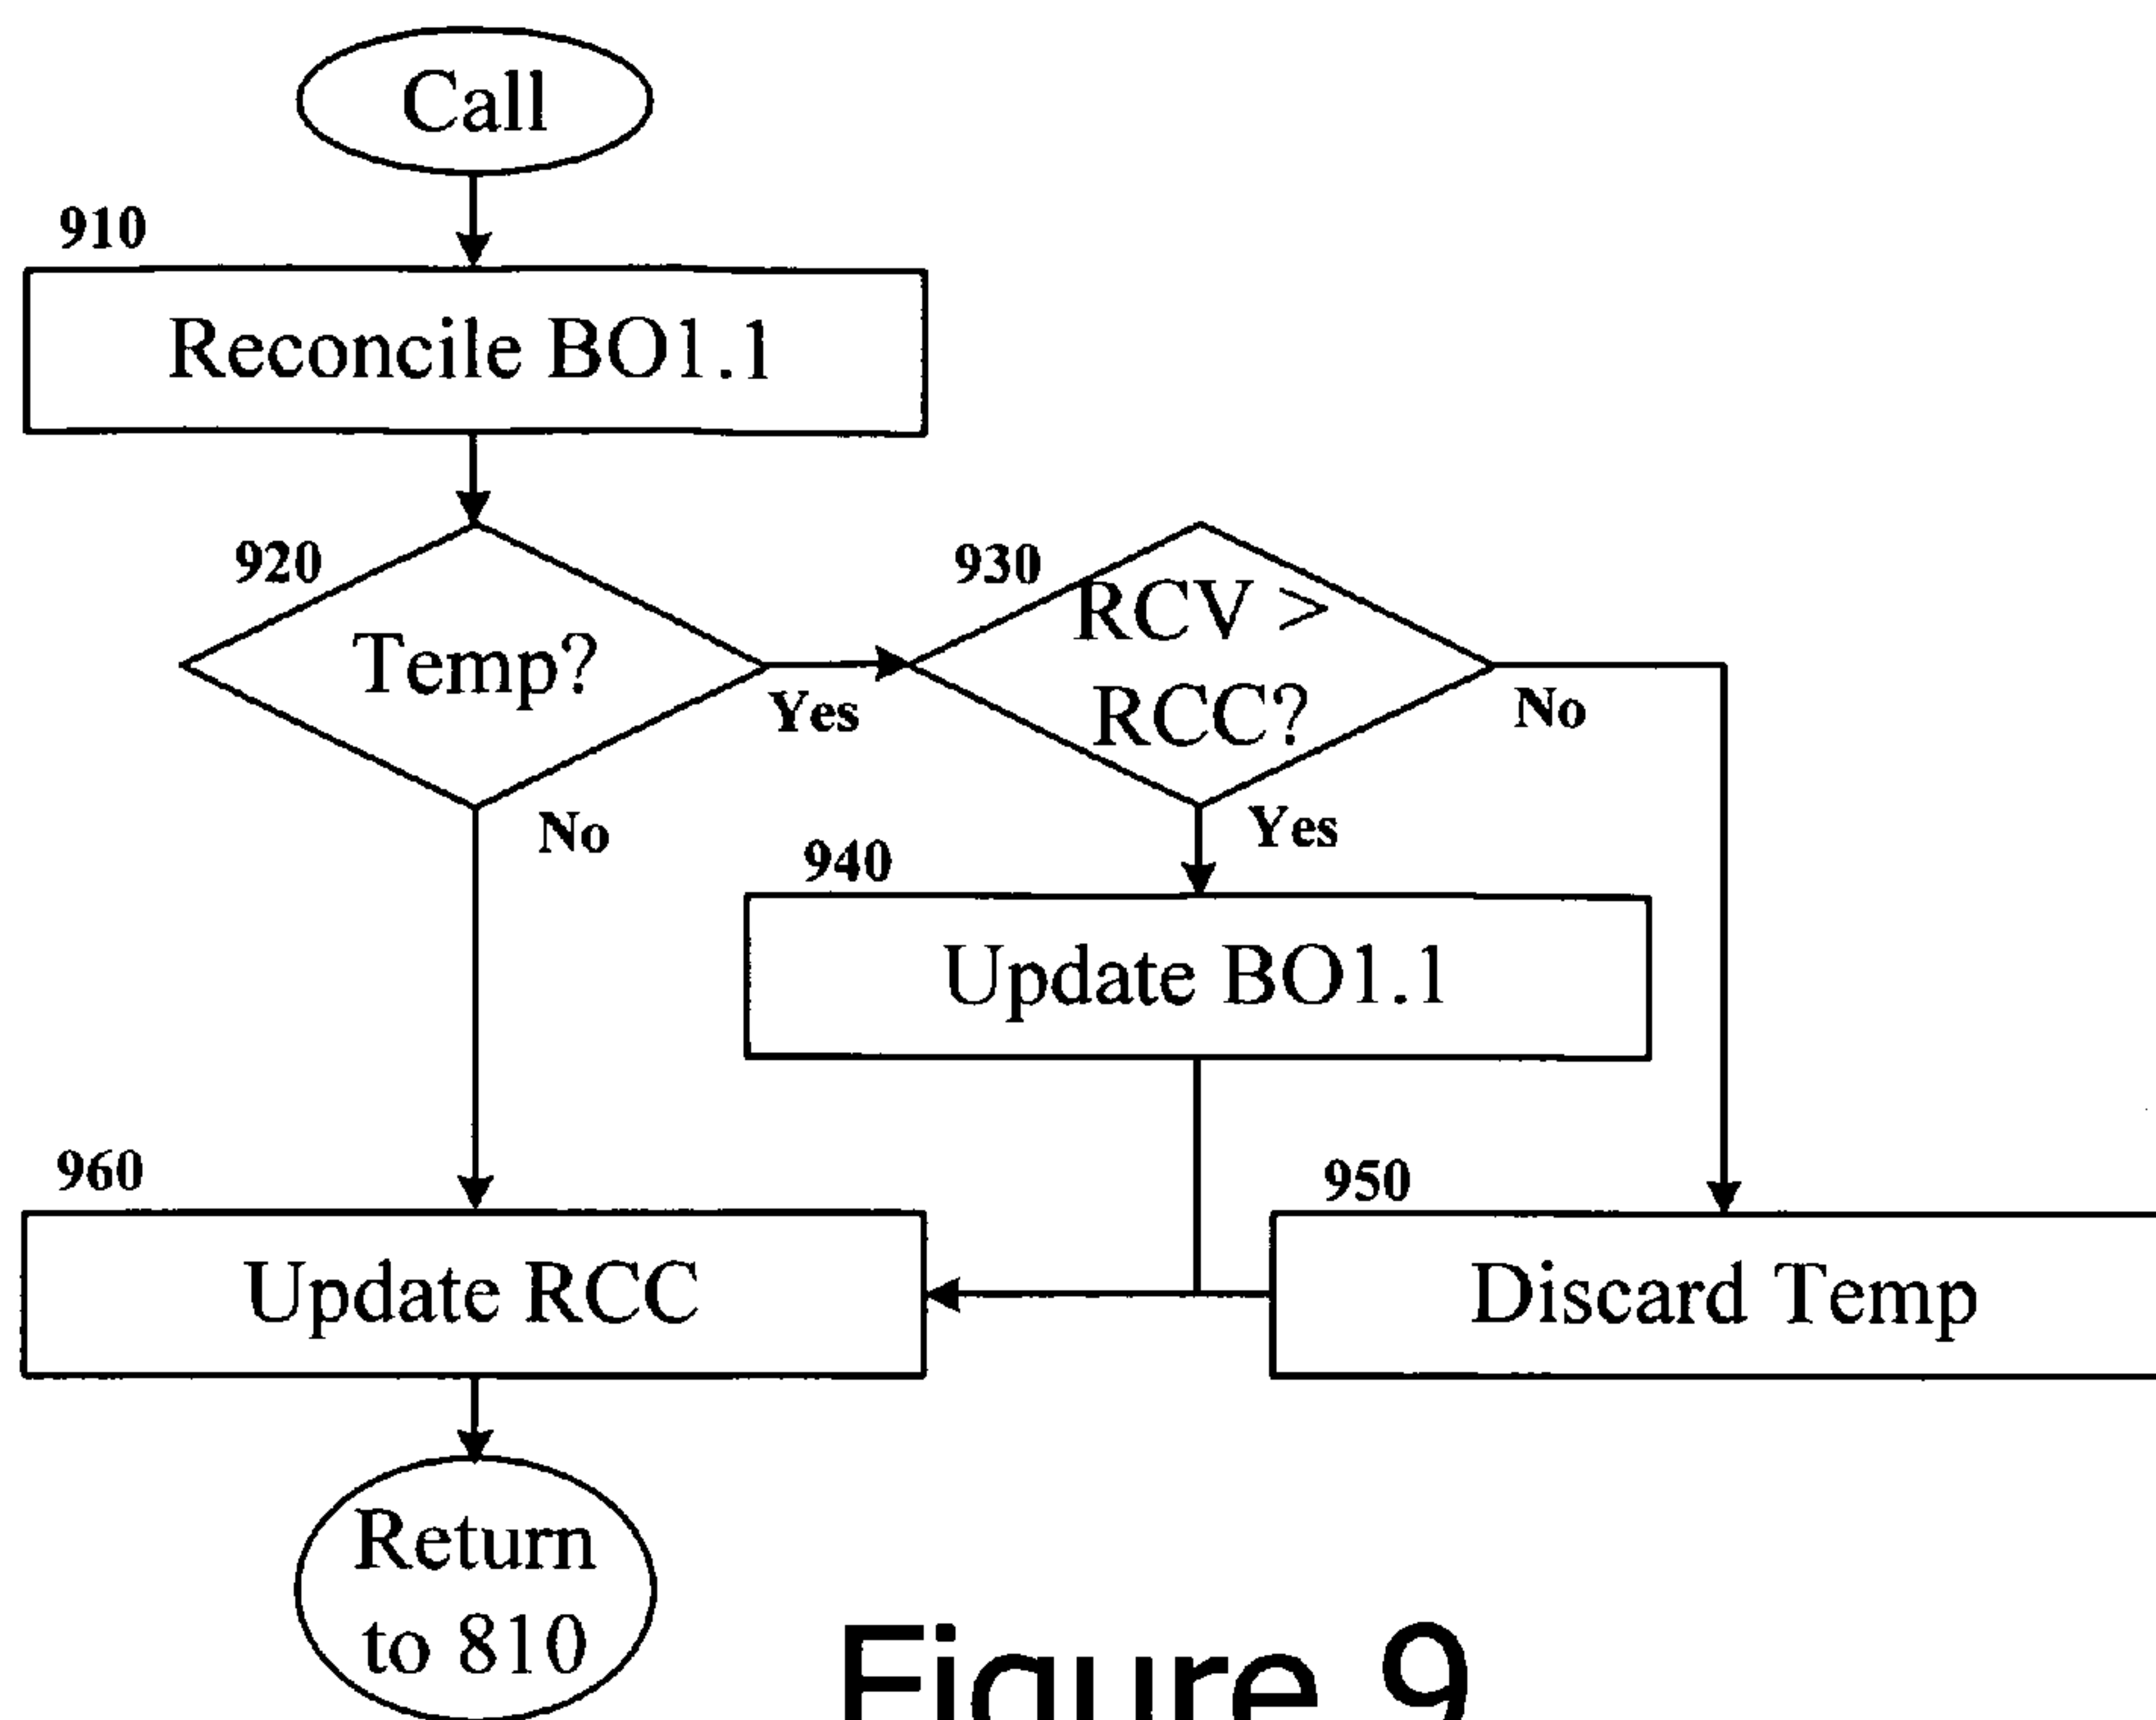 Call
910
Reconcile BO1.1
920
Temp?
Yes
No
930
RCV >
RCC?
No
Yes
940
Update BO1.1
960
Update RCC
950
Discard Temp
Return
to 810
Figure 9